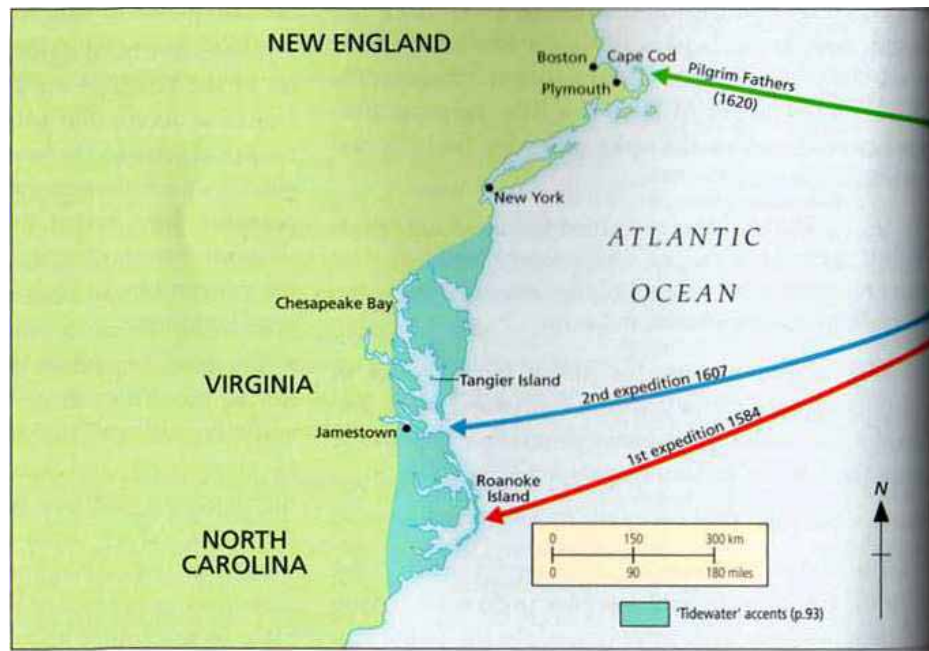 NEW ENGLAND
Boston
Cape Cod
Plymouth
Pilgrim Fathers
(1620)
New York
ATLANTIC
OCEAN
Chesapeake Bay
VIRGINIA
Tangier Island
2nd expedition 1607
Jamestown
1st expedition 1584
Roanoke
Island
NORTH
CAROLINA
N
0 150 300 km
0 90 180 miles
'Tidewater' accents (p.93)